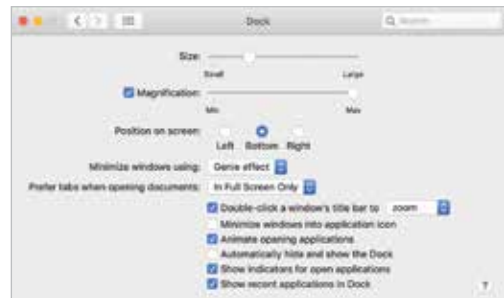 Dock
Search
Size:
Small Large
Magnification:
Min Max
Position on screen:
Left Bottom Right
Minimize windows using: Genie effect
Prefer tabs when opening documents: In Full Screen Only
Double-click a window's title bar to zoom
Minimize windows into application icon
Animate opening applications
Automatically hide and show the Dock
Show indicators for open applications
Show recent applications in Dock
?